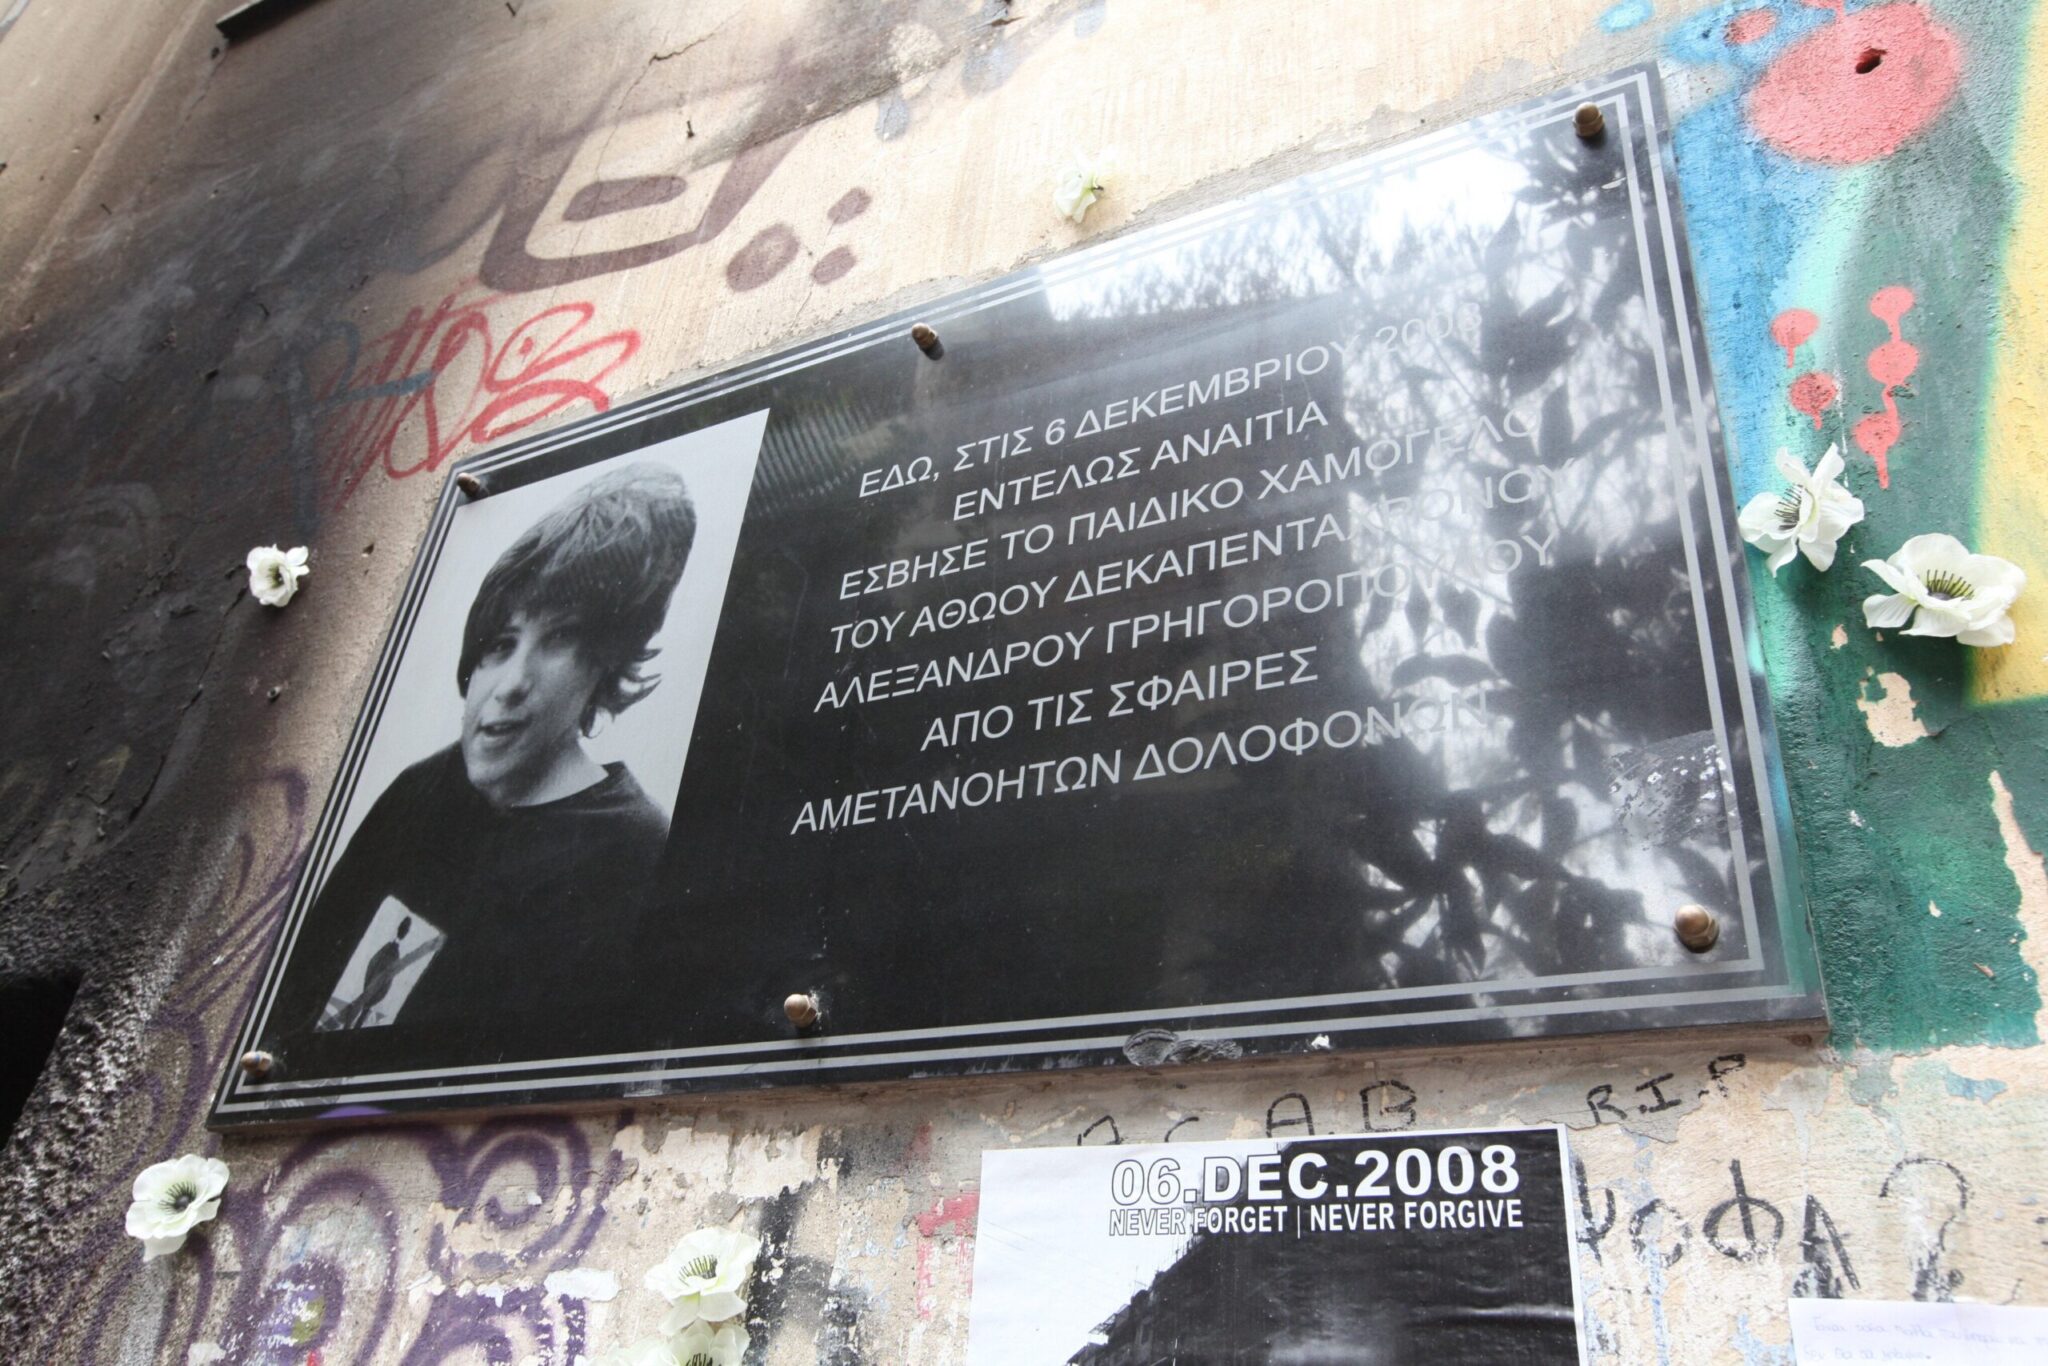 ΕΔΩ, ΣΤΙΣ 6 ΔΕΚΕΜΒΡΙΟΥ 2008
ΕΝΤΕΛΩΣ ΑΝΑΙΤΙΑ
ΕΣΒΗΣΕ ΤΟ ΠΑΙΔΙΚΟ ΧΑΜΟΓΕΛΟ
ΤΟΥ ΑΘΩΟΥ ΔΕΚΑΠΕΝΤΑΧΡΟΝΟΥ
ΑΛΕΞΑΝΔΡΟΥ ΓΡΗΓΟΡΟΠΟΥΛΟΥ
ΑΠΟ ΤΙΣ ΣΦΑΙΡΕΣ
ΑΜΕΤΑΝΟΗΤΩΝ ΔΟΛΟΦΟΝΩΝ
A.C.A.B
R.I.P
06.DEC.2008
NEVER FORGET | NEVER FORGIVE